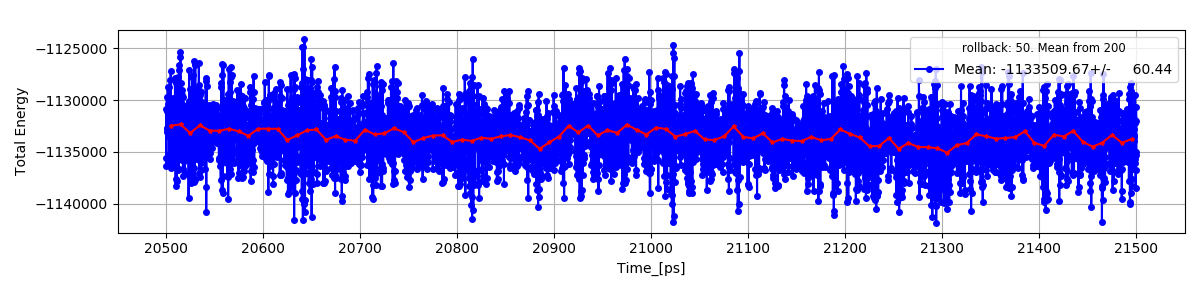 rollback: 50. Mean from 200
Mean: -1133509.67+/- 60.44
Total Energy
−1125000
−1130000
−1135000
−1140000
20500 20600 20700 20800 20900 21000 21100 21200 21300 21400 21500
Time_[ps]